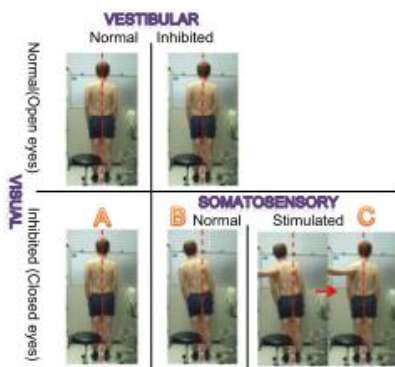 VESTIBULAR
Normal Inhibited
Normal(Open eyes)
VISUAL
Inhibited (Closed eyes)
A
B
SOMATOSENSORY
Normal Stimulated
C